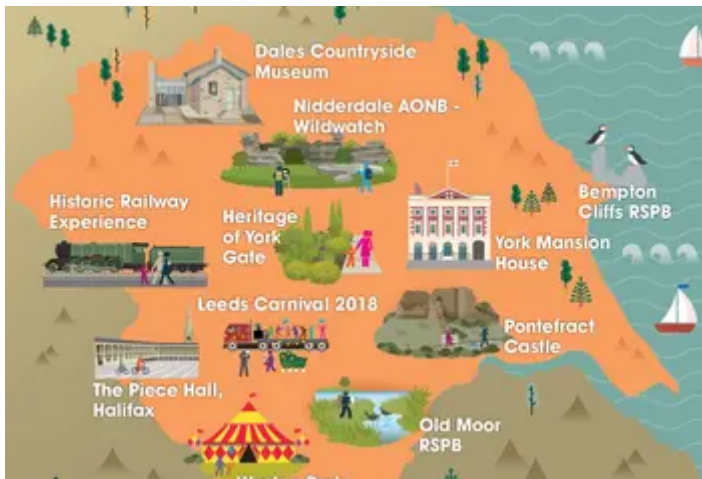 Dales Countryside
Museum
Nidderdale AONB -
Wildwatch
Historic Railway
Experience
Heritage
of York
Gate
Bempton
Cliffs RSPB
York Mansion
House
Leeds Carnival 2018
Pontefract
Castle
The Piece Hall,
Halifax
Old Moor
RSPB